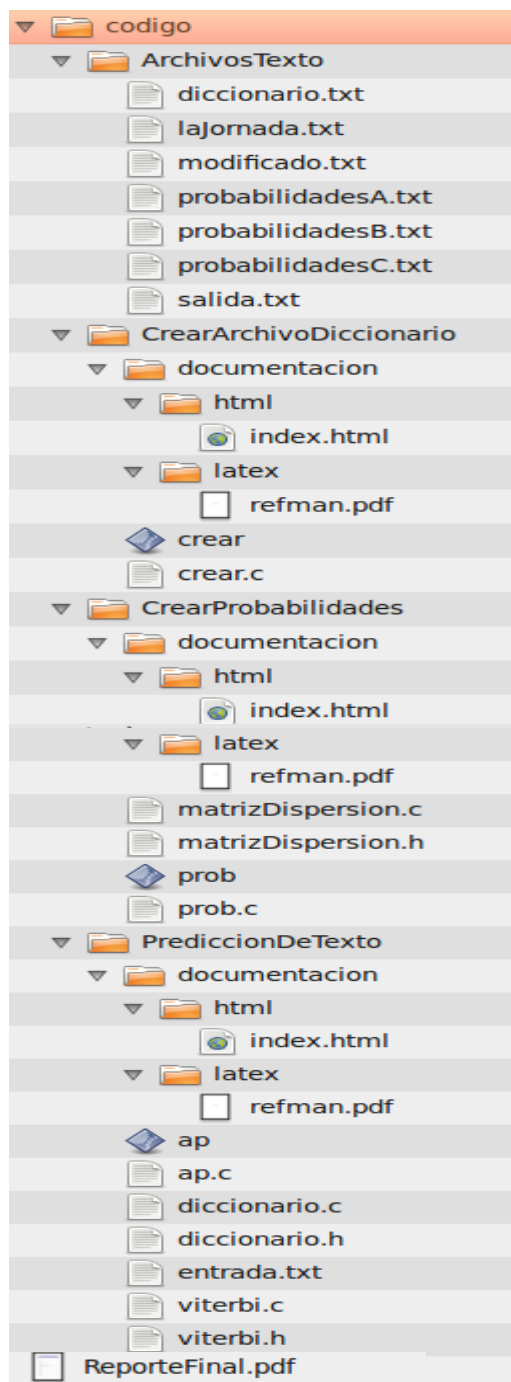 codigo
ArchivosTexto
diccionario.txt
laJornada.txt
modificado.txt
probabilidadesA.txt
probabilidadesB.txt
probabilidadesC.txt
salida.txt
CrearArchivoDiccionario
documentacion
html
index.html
latex
refman.pdf
crear
crear.c
CrearProbabilidades
documentacion
html
index.html
latex
refman.pdf
matrizDispersion.c
matrizDispersion.h
prob
prob.c
PrediccionDeTexto
documentacion
html
index.html
latex
refman.pdf
ap
ap.c
diccionario.c
diccionario.h
entrada.txt
viterbi.c
viterbi.h
ReporteFinal.pdf